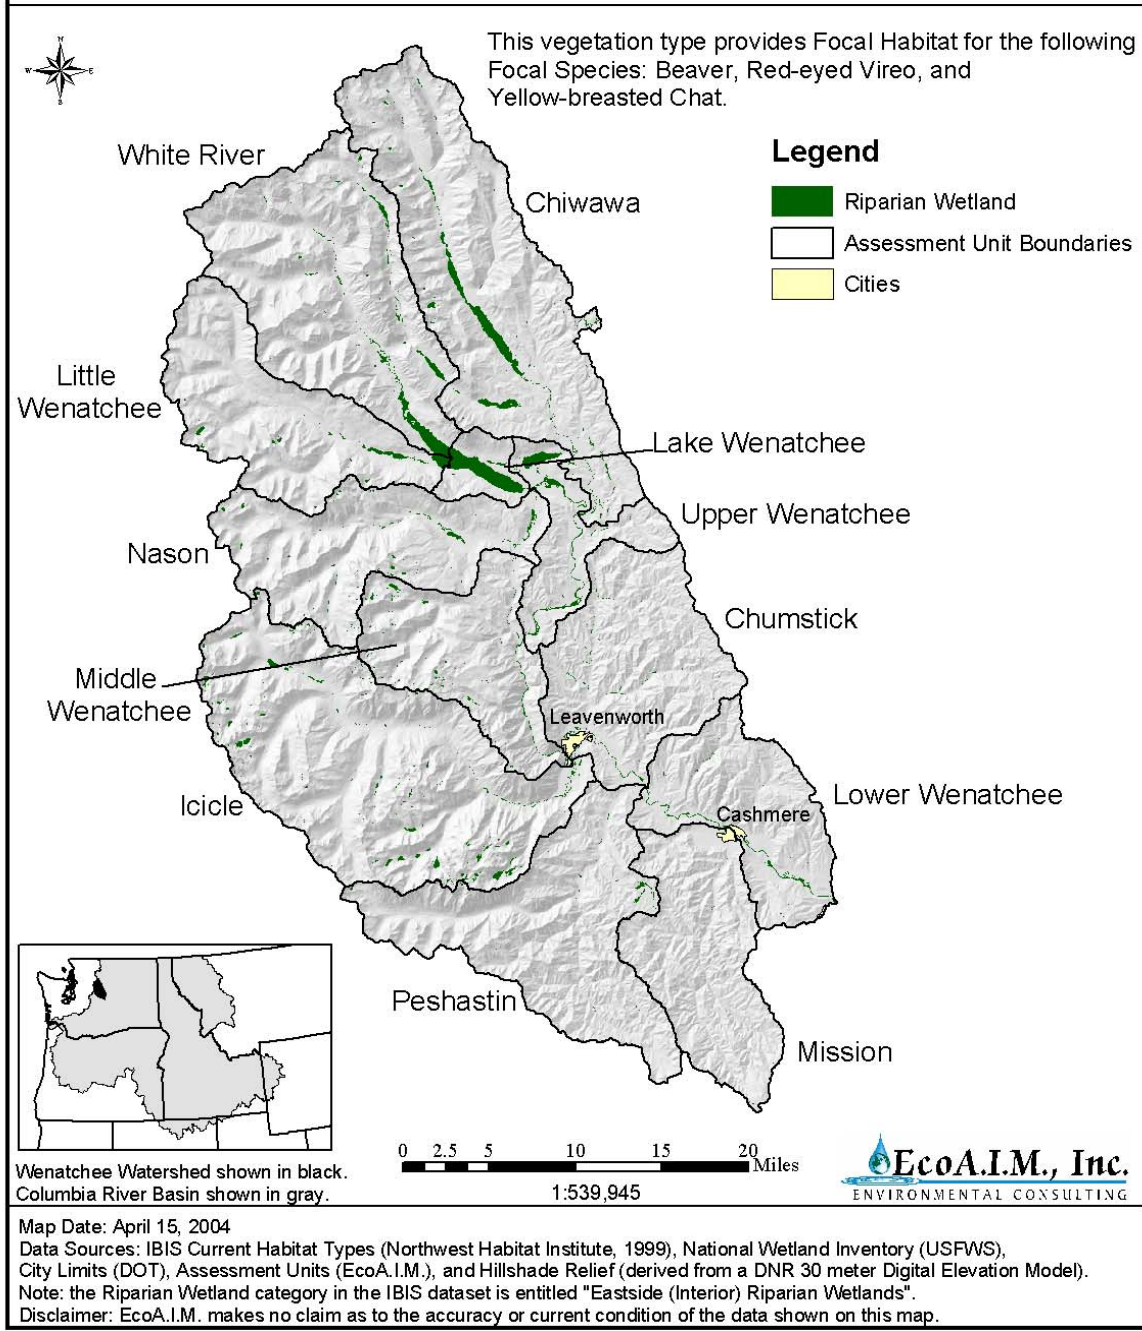 This vegetation type provides Focal Habitat for the following
Focal Species: Beaver, Red-eyed Vireo, and
Yellow-breasted Chat.
N
W
E
S
Legend
Riparian Wetland
Assessment Unit Boundaries
Cities
White River
Chiwawa
Little
Wenatchee
Lake Wenatchee
Upper Wenatchee
Nason
Chumstick
Middle
Wenatchee
Leavenworth
Icicle
Lower Wenatchee
Cashmere
Peshastin
Mission
Wenatchee Watershed shown in black.
Columbia River Basin shown in gray.
0 2.5 5 10 15 20
Miles
1:539,945
EcoA.I.M., Inc.
ENVIRONMENTAL CONSULTING
Map Date: April 15, 2004
Data Sources: IBIS Current Habitat Types (Northwest Habitat Institute, 1999), National Wetland Inventory (USFWS),
City Limits (DOT), Assessment Units (EcoA.I.M.), and Hillshade Relief (derived from a DNR 30 meter Digital Elevation Model).
Note: the Riparian Wetland category in the IBIS dataset is entitled "Eastside (Interior) Riparian Wetlands".
Disclaimer: EcoA.I.M. makes no claim as to the accuracy or current condition of the data shown on this map.